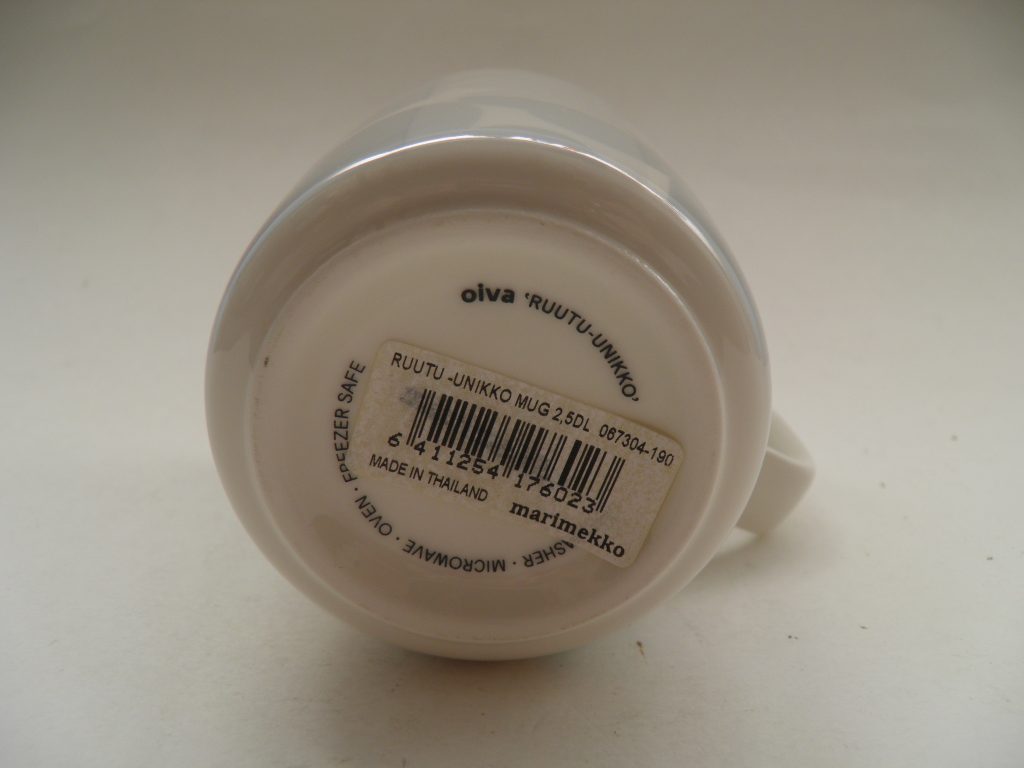 oiva 'RUUTU-UNIKKO'
RUUTU -UNIKKO MUG 2,5DL 067304-190
6 411254 176023
MADE IN THAILAND
marimekko
ASHER · MICROWAVE · OVEN · FREEZER SAFE